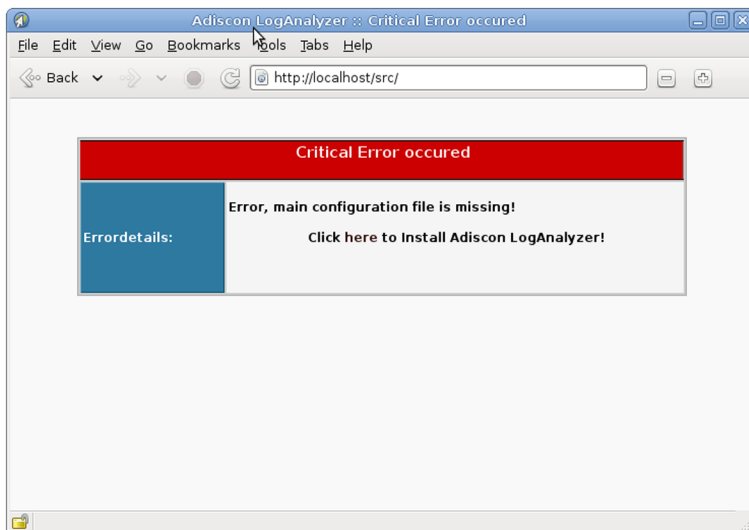 Adiscon LogAnalyzer :: Critical Error occured
File Edit View Go Bookmarks Tools Tabs Help
Back http://localhost/src/
Critical Error occured
Error, main configuration file is missing!
Errordetails: Click here to Install Adiscon LogAnalyzer!